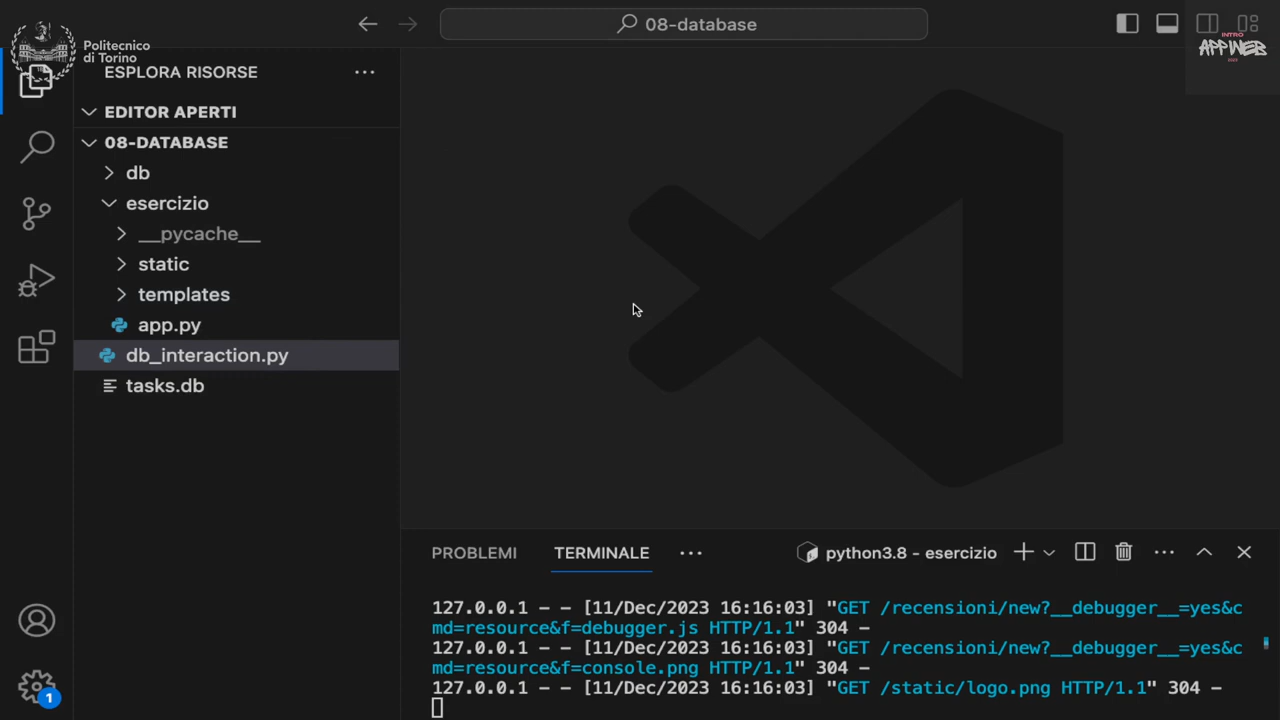 08-database
Politecnico
di Torino
INTRO
APPIWEB
ESPLORA RISORSE
EDITOR APERTI
08-DATABASE
db
esercizio
__pycache__
static
templates
app.py
db_interaction.py
tasks.db
PROBLEMI
TERMINALE
python3.8 - esercizio
127.0.0.1 - - [11/Dec/2023 16:16:03] "GET /recensioni/new?__debugger__=yes&c
md=resource&f=debugger.js HTTP/1.1" 304 -
127.0.0.1 - - [11/Dec/2023 16:16:03] "GET /recensioni/new?__debugger__=yes&c
md=resource&f=console.png HTTP/1.1" 304 -
127.0.0.1 - - [11/Dec/2023 16:16:03] "GET /static/logo.png HTTP/1.1" 304 -
1